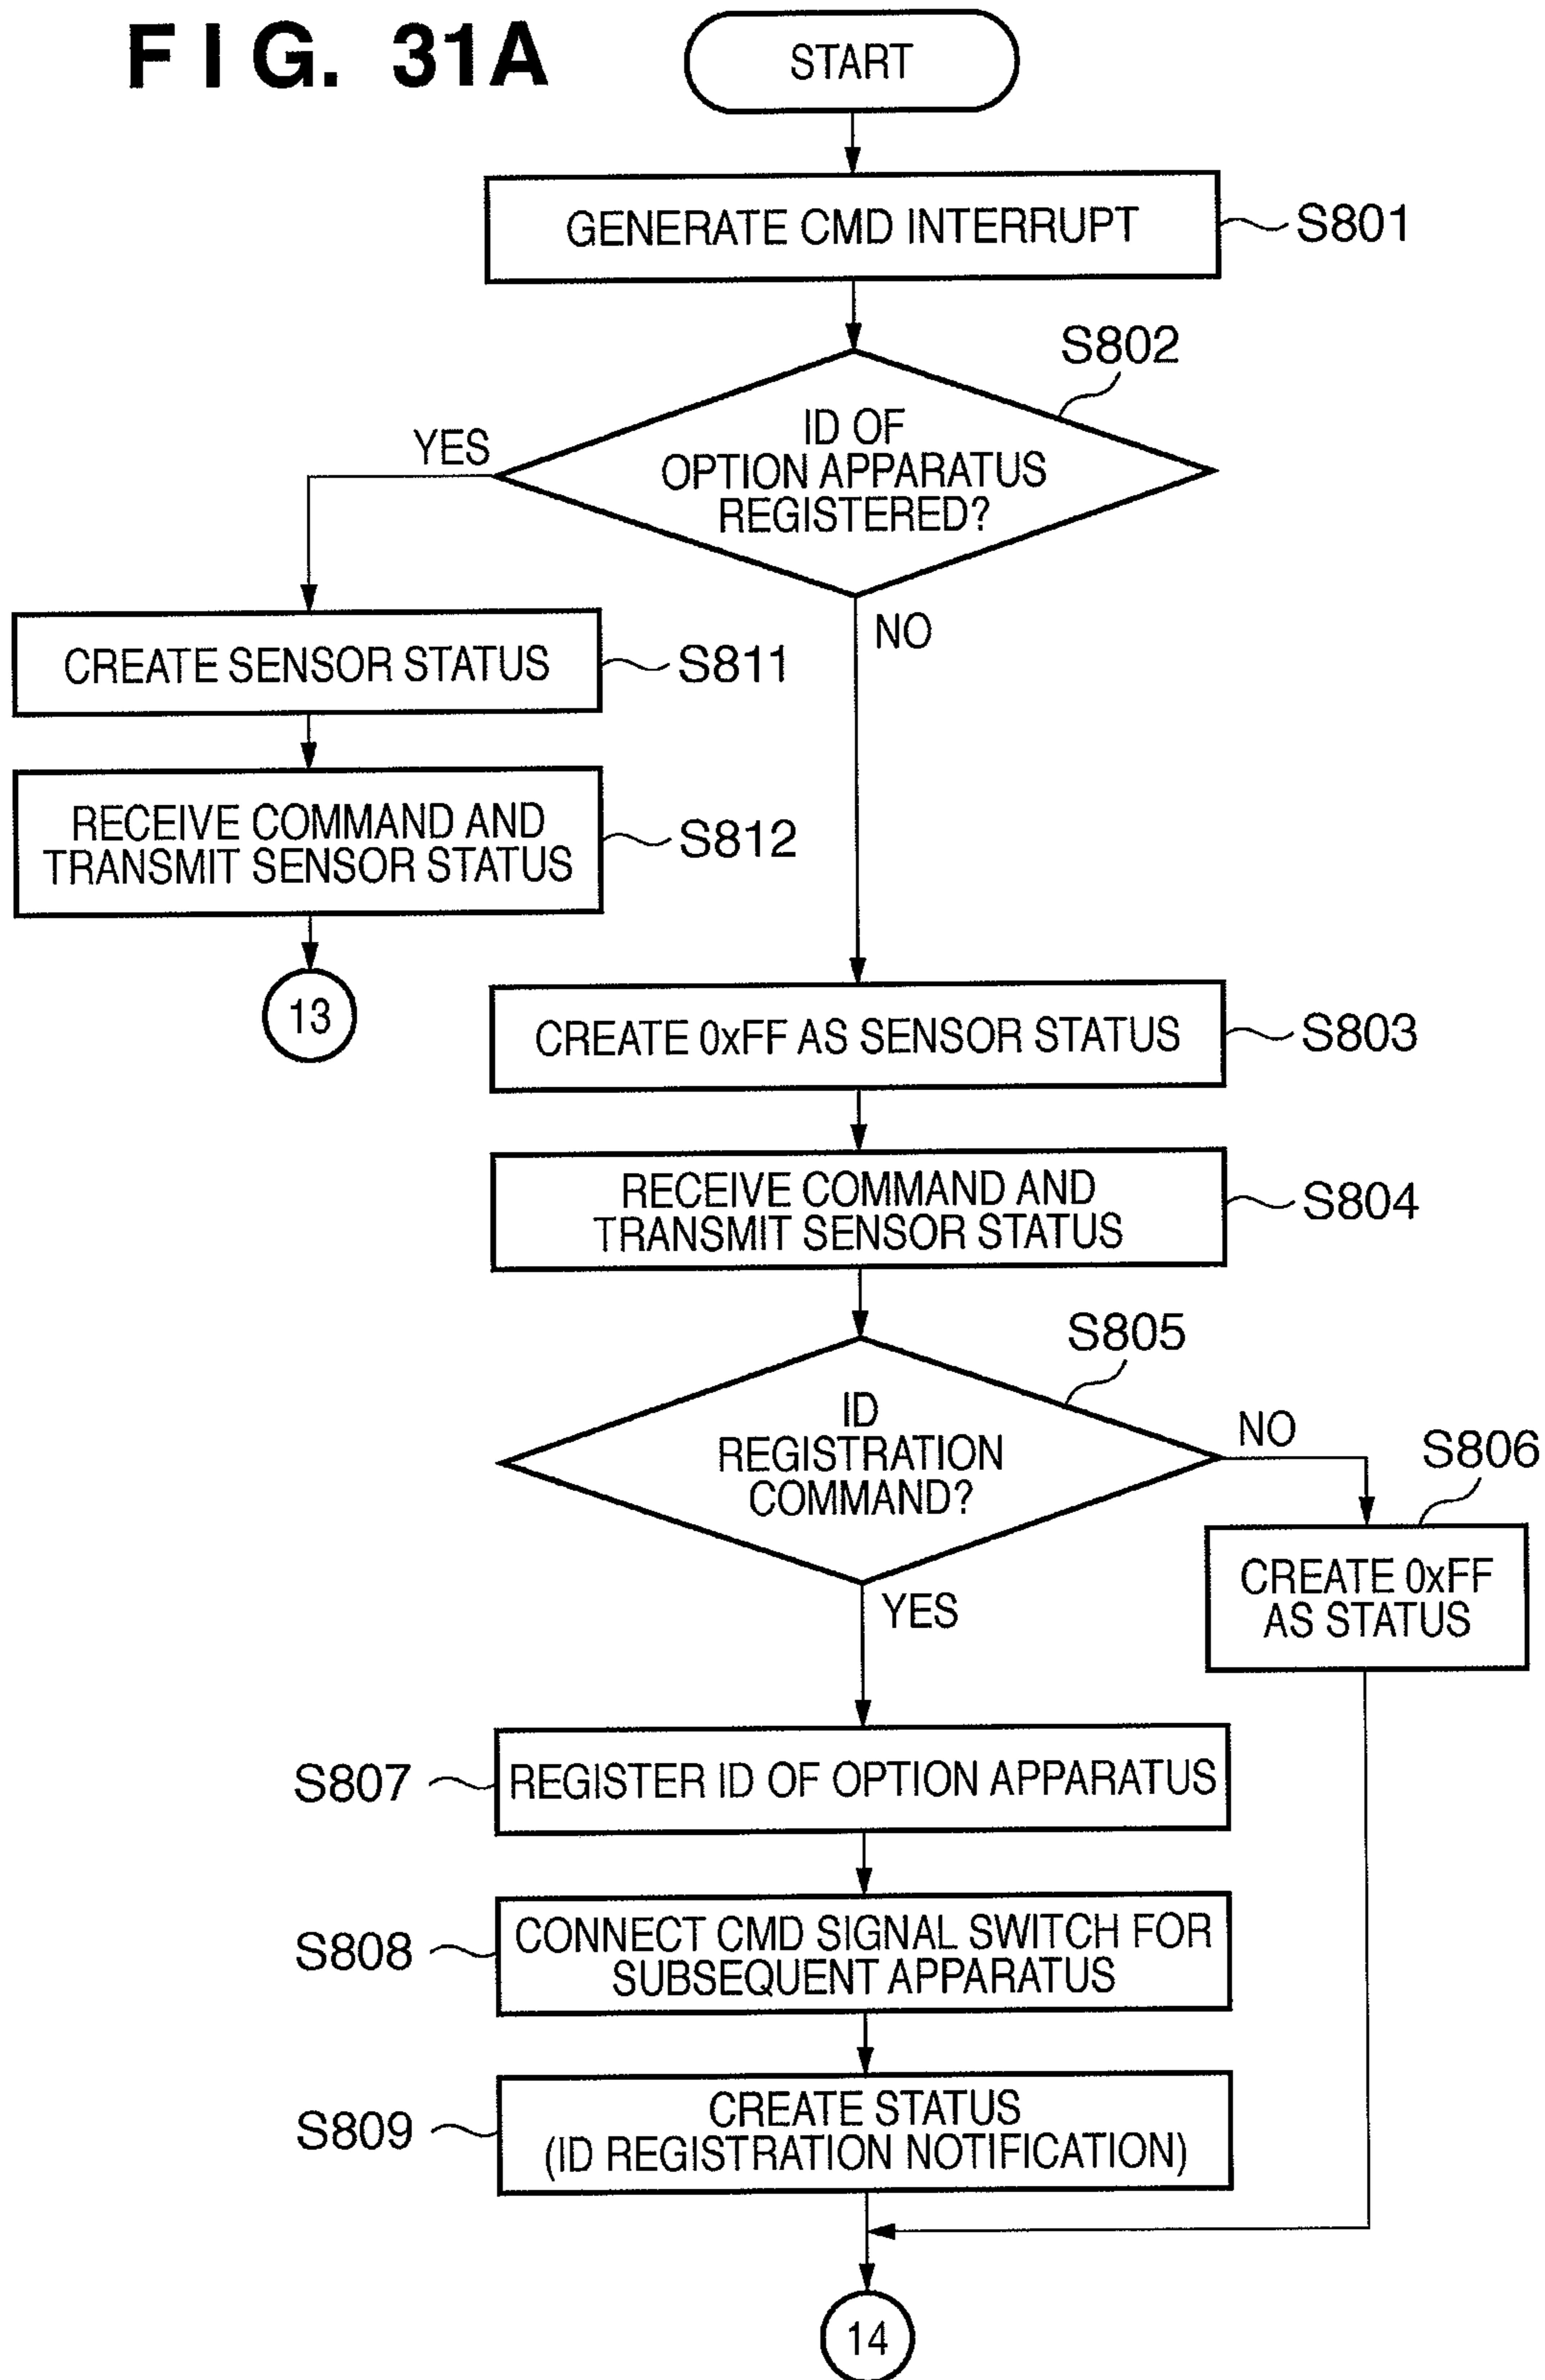 FIG. 31A
START
GENERATE CMD INTERRUPT
S801
S802
ID OF
OPTION APPARATUS
REGISTERED?
YES
NO
CREATE SENSOR STATUS
S811
RECEIVE COMMAND AND
TRANSMIT SENSOR STATUS
S812
13
CREATE 0xFF AS SENSOR STATUS
S803
RECEIVE COMMAND AND
TRANSMIT SENSOR STATUS
S804
S805
ID
REGISTRATION
COMMAND?
NO
S806
CREATE 0xFF
AS STATUS
YES
S807
REGISTER ID OF OPTION APPARATUS
S808
CONNECT CMD SIGNAL SWITCH FOR
SUBSEQUENT APPARATUS
S809
CREATE STATUS
(ID REGISTRATION NOTIFICATION)
14